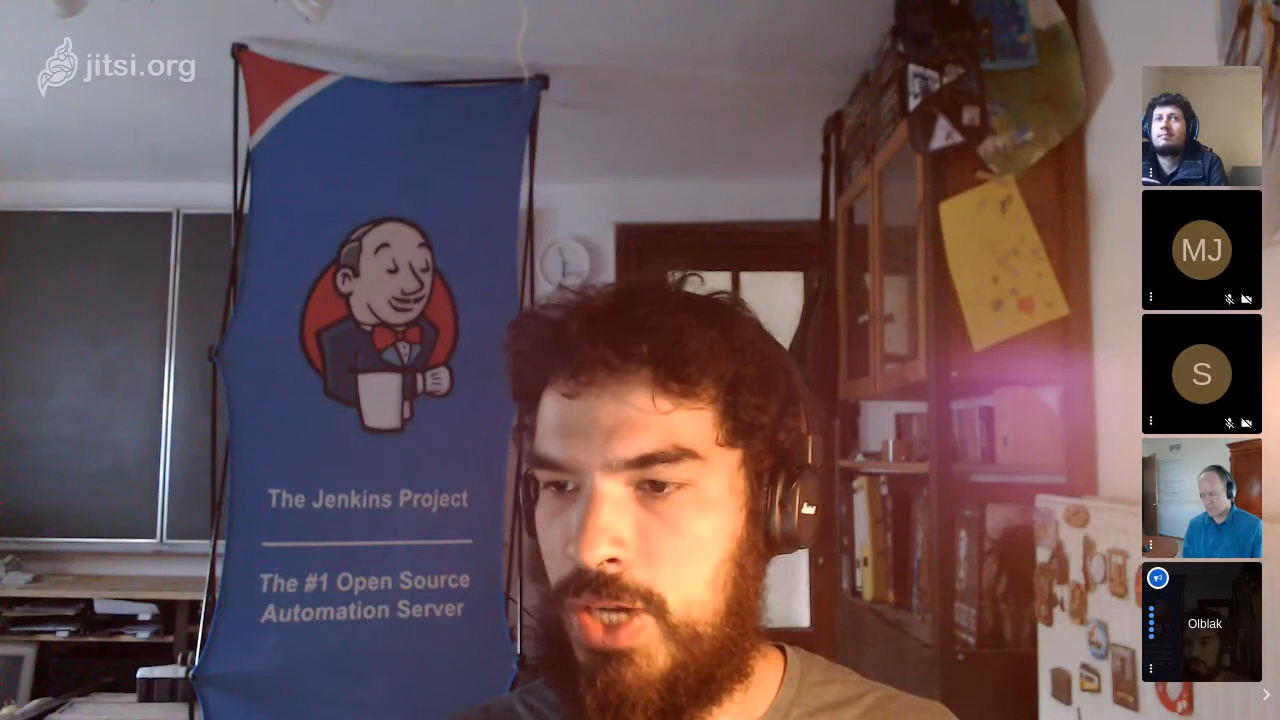 jitsi.org
The Jenkins Project
The #1 Open Source
Automation Server
MJ
S
Olblak